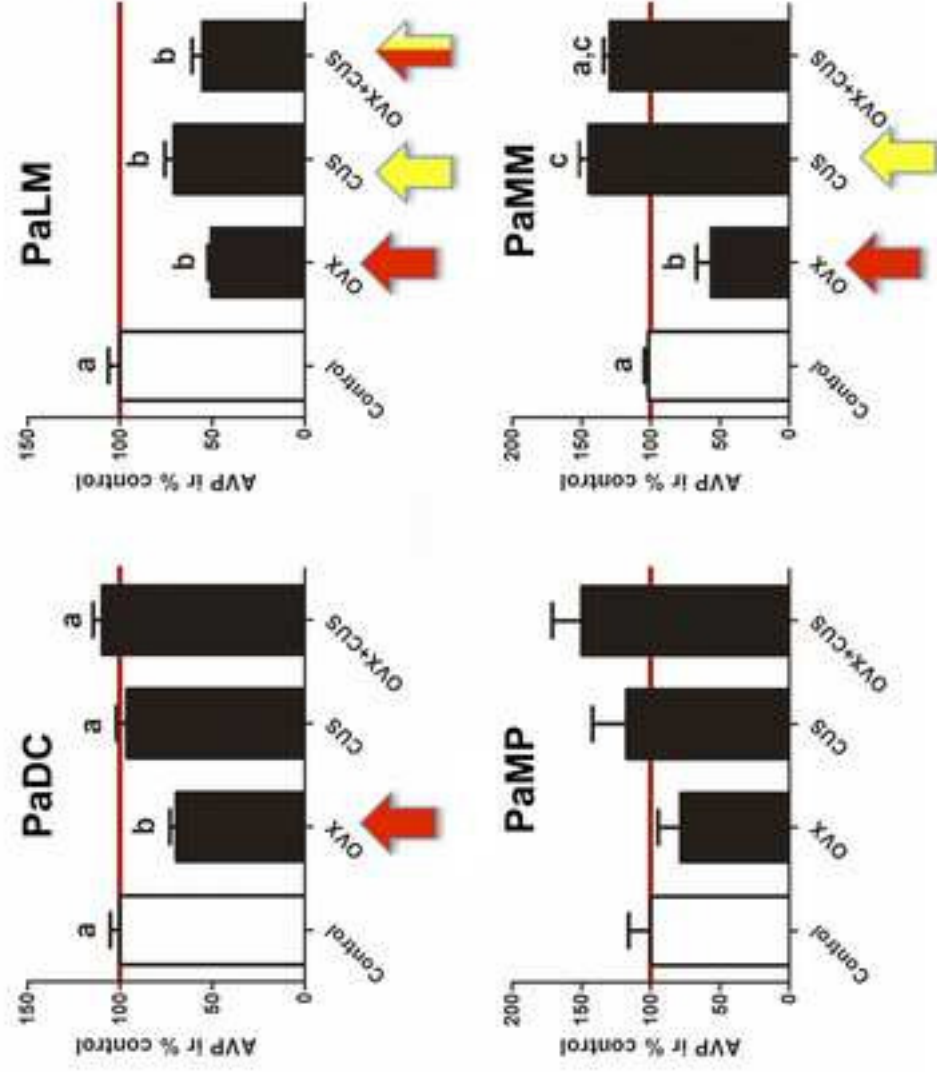 PaDC
AVP ir % control
150
100
50
0
a
b
a
a
Control
OVX
CUS
OVX+CUS
PaLM
AVP ir % control
150
100
50
0
a
b
b
b
Control
OVX
CUS
OVX+CUS
PaMP
AVP ir % control
200
150
100
50
0
Control
OVX
CUS
OVX+CUS
PaMM
AVP ir % control
200
150
100
50
0
a
b
c
a,c
Control
OVX
CUS
OVX+CUS